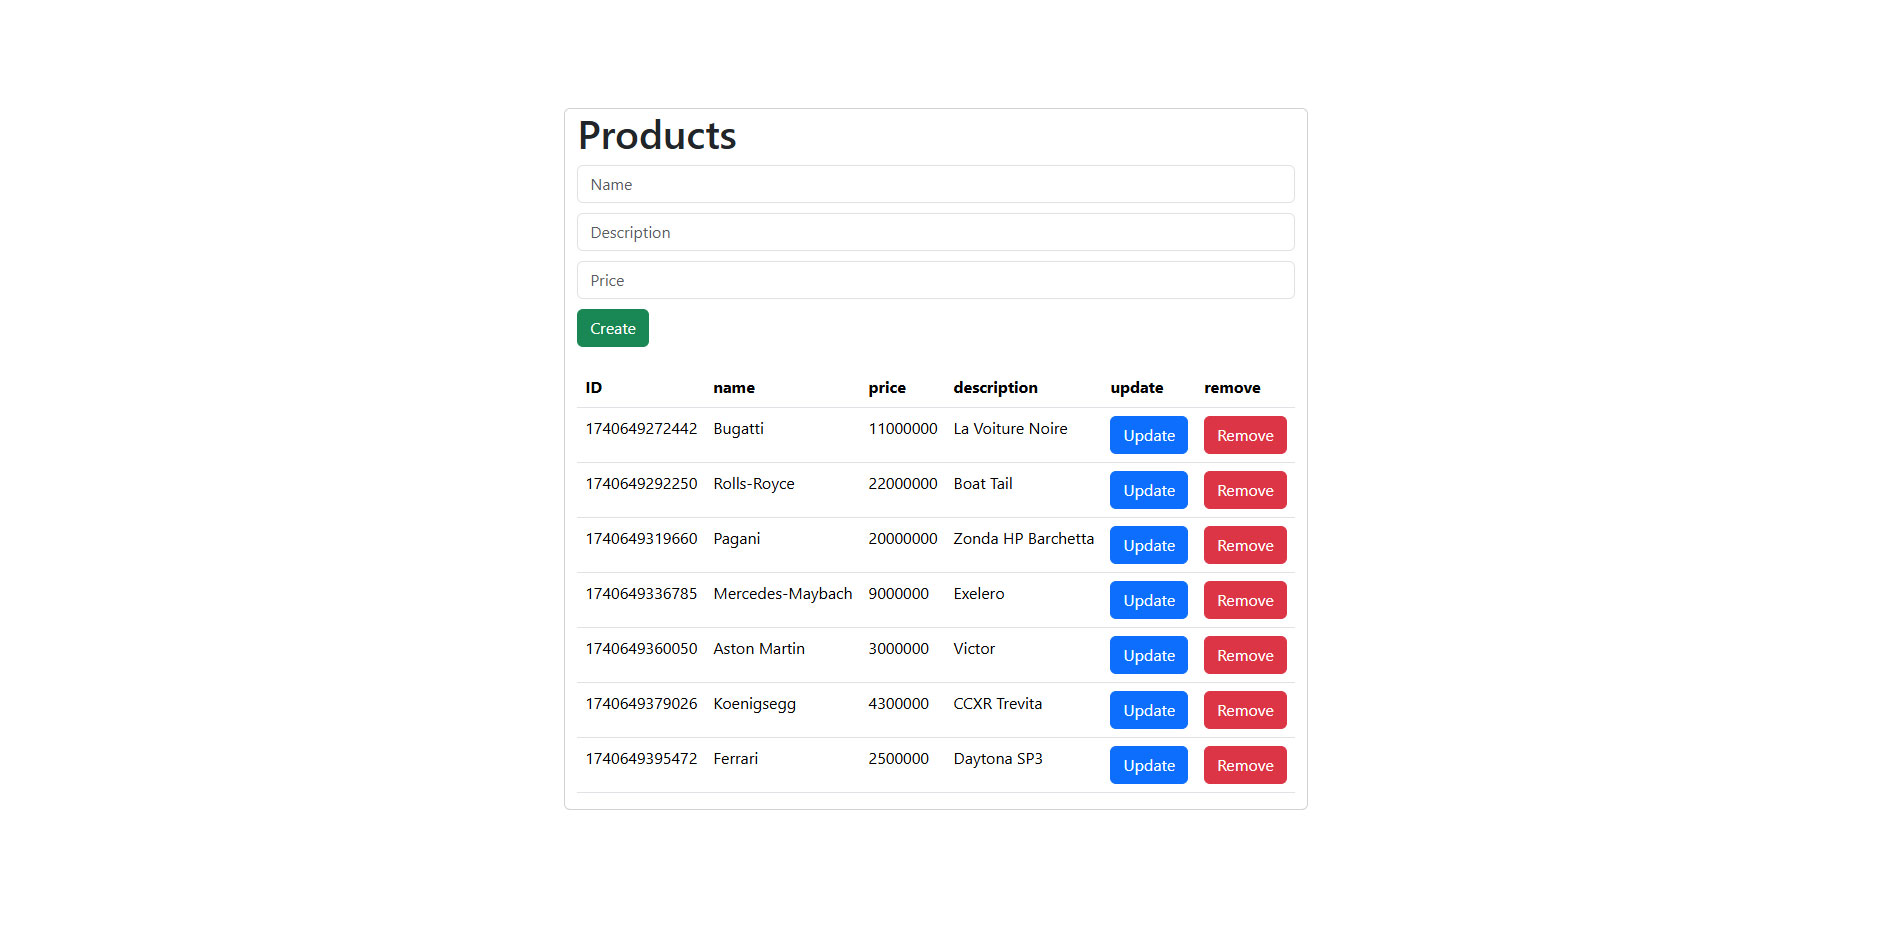 Products
Name
Description
Price
Create
ID name price description update remove
1740649272442 Bugatti 11000000 La Voiture Noire Update Remove
1740649292250 Rolls-Royce 22000000 Boat Tail Update Remove
1740649319660 Pagani 20000000 Zonda HP Barchetta Update Remove
1740649336785 Mercedes-Maybach 9000000 Exelero Update Remove
1740649360050 Aston Martin 3000000 Victor Update Remove
1740649379026 Koenigsegg 4300000 CCXR Trevita Update Remove
1740649395472 Ferrari 2500000 Daytona SP3 Update Remove